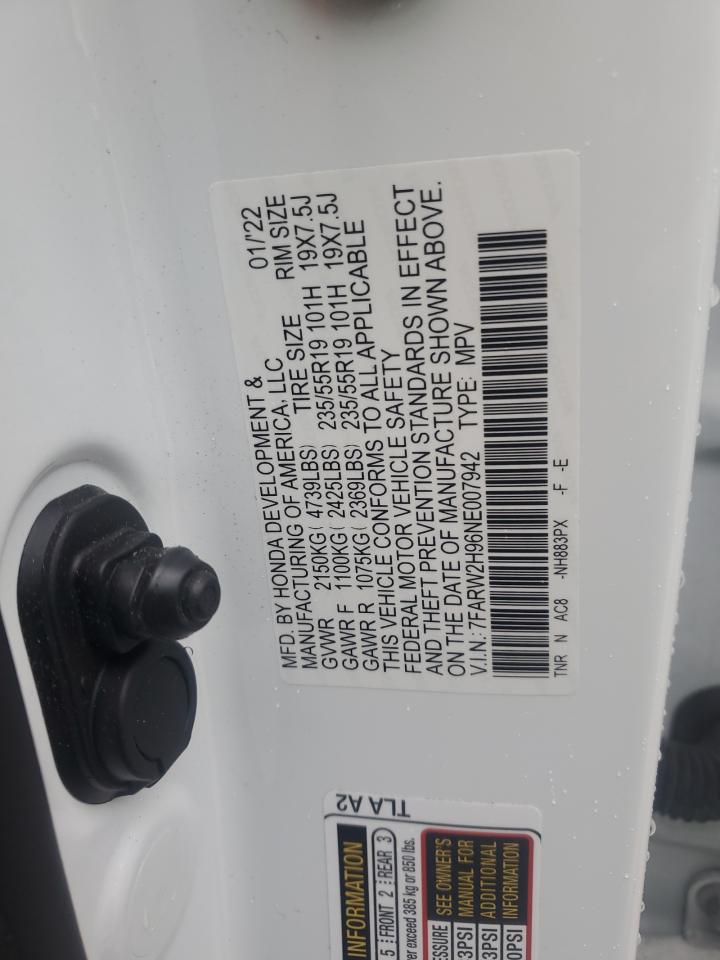 MFD. BY HONDA DEVELOPMENT &
MANUFACTURING OF AMERICA, LLC 01/'22
TIRE SIZE RIM SIZE
GVWR 2150KG( 4739LBS)
GAWR F 1100KG( 2425LBS) 235/55R19 101H 19X7.5J
GAWR R 1075KG( 2369LBS) 235/55R19 101H 19X7.5J
THIS VEHICLE CONFORMS TO ALL APPLICABLE
FEDERAL MOTOR VEHICLE SAFETY
AND THEFT PREVENTION STANDARDS IN EFFECT
ON THE DATE OF MANUFACTURE SHOWN ABOVE.
V.I.N.: 7FARW2H96NE007942 TYPE: MPV
TNR N AC8 -NH883PX -F -E
TLA A2
INFORMATION
5 FRONT 2 REAR 3
exceed 385 kg or 850 lbs.
SEE OWNER'S
MANUAL FOR
ADDITIONAL
INFORMATION